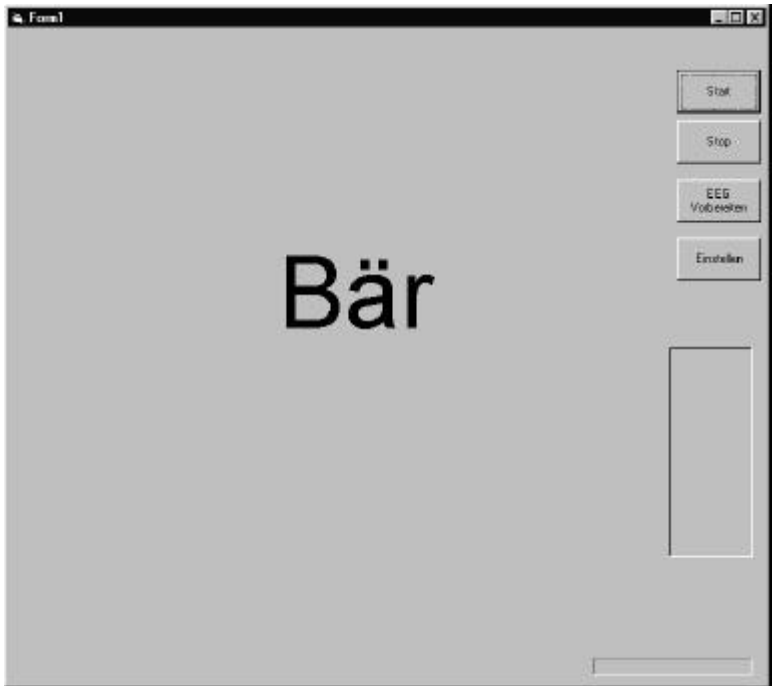 Form1
Start
Stop
EEG
Vorbereiten
Bär
Einstellen